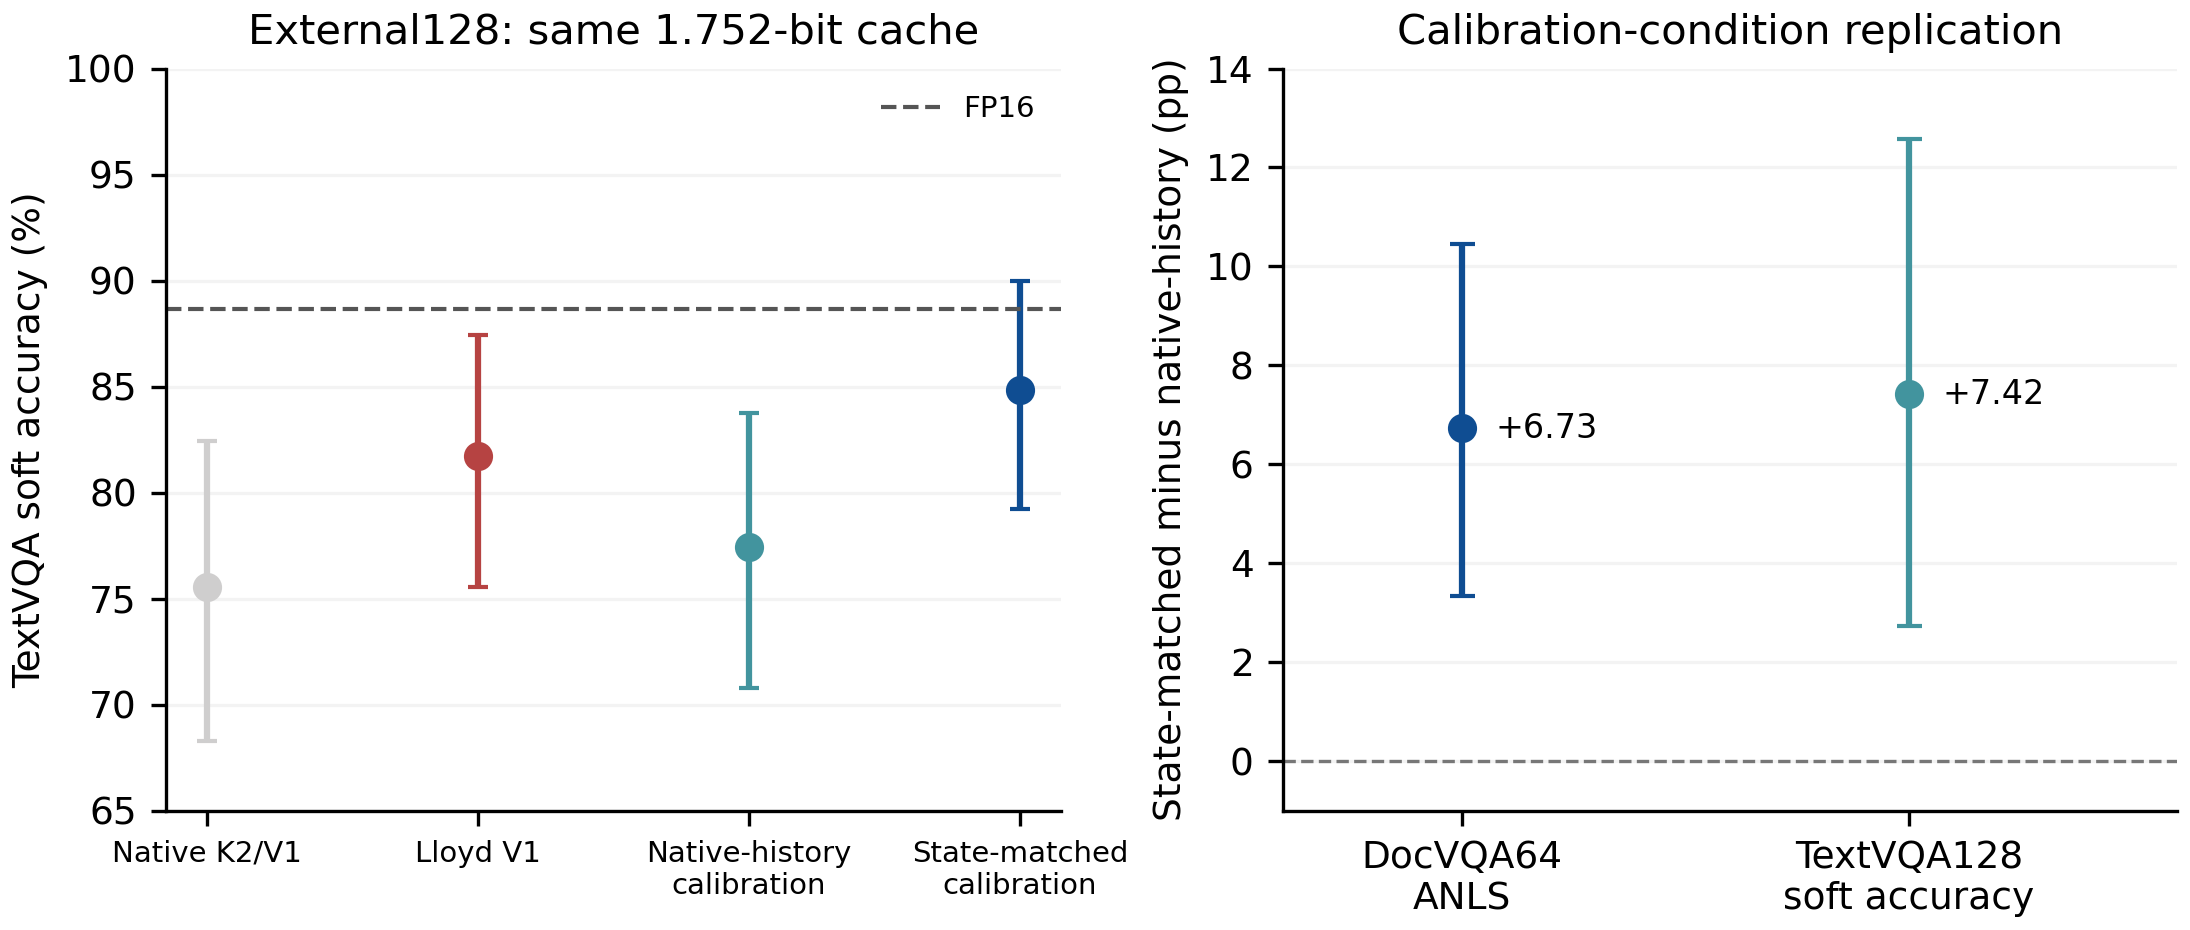 External128: same 1.752-bit cache
TextVQA soft accuracy (%)
100
95
90
85
80
75
70
65
FP16
Native K2/V1
Lloyd V1
Native-history
calibration
State-matched
calibration
Calibration-condition replication
State-matched minus native-history (pp)
14
12
10
8
6
4
2
0
+6.73
+7.42
DocVQA64
ANLS
TextVQA128
soft accuracy